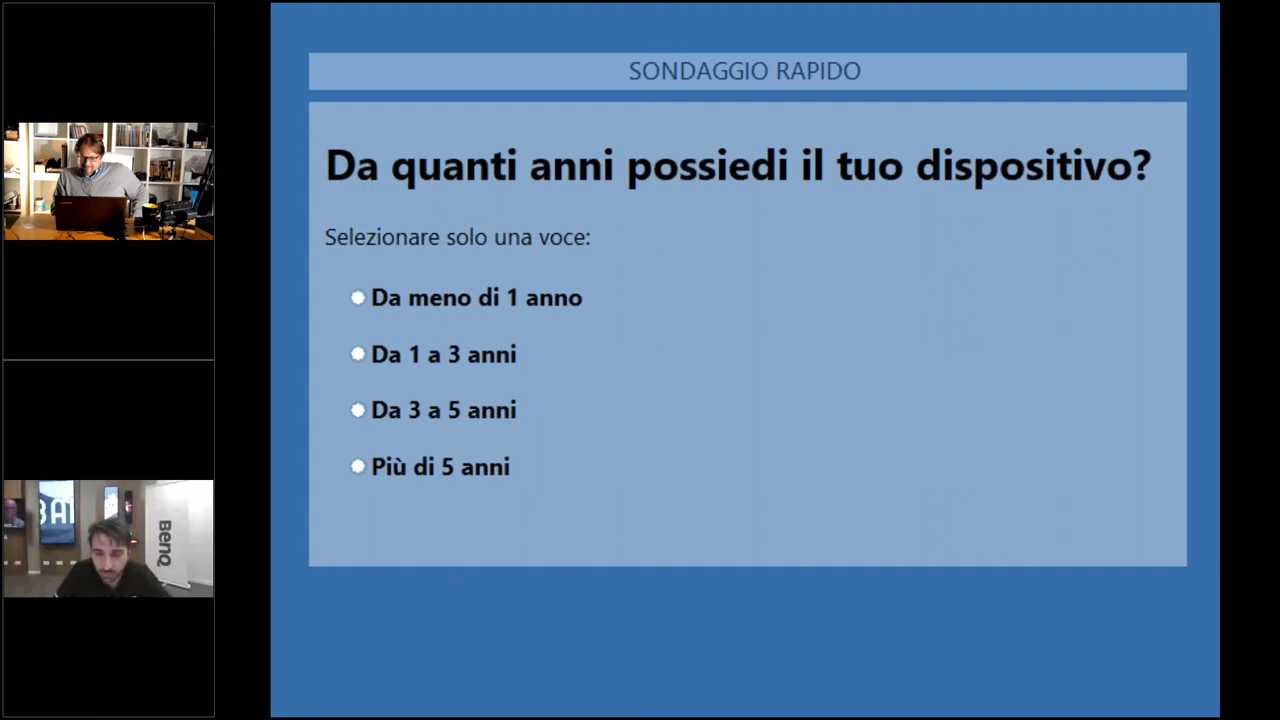 SONDAGGIO RAPIDO
Da quanti anni possiedi il tuo dispositivo?
Selezionare solo una voce:
Da meno di 1 anno
Da 1 a 3 anni
Da 3 a 5 anni
Più di 5 anni
BenQ